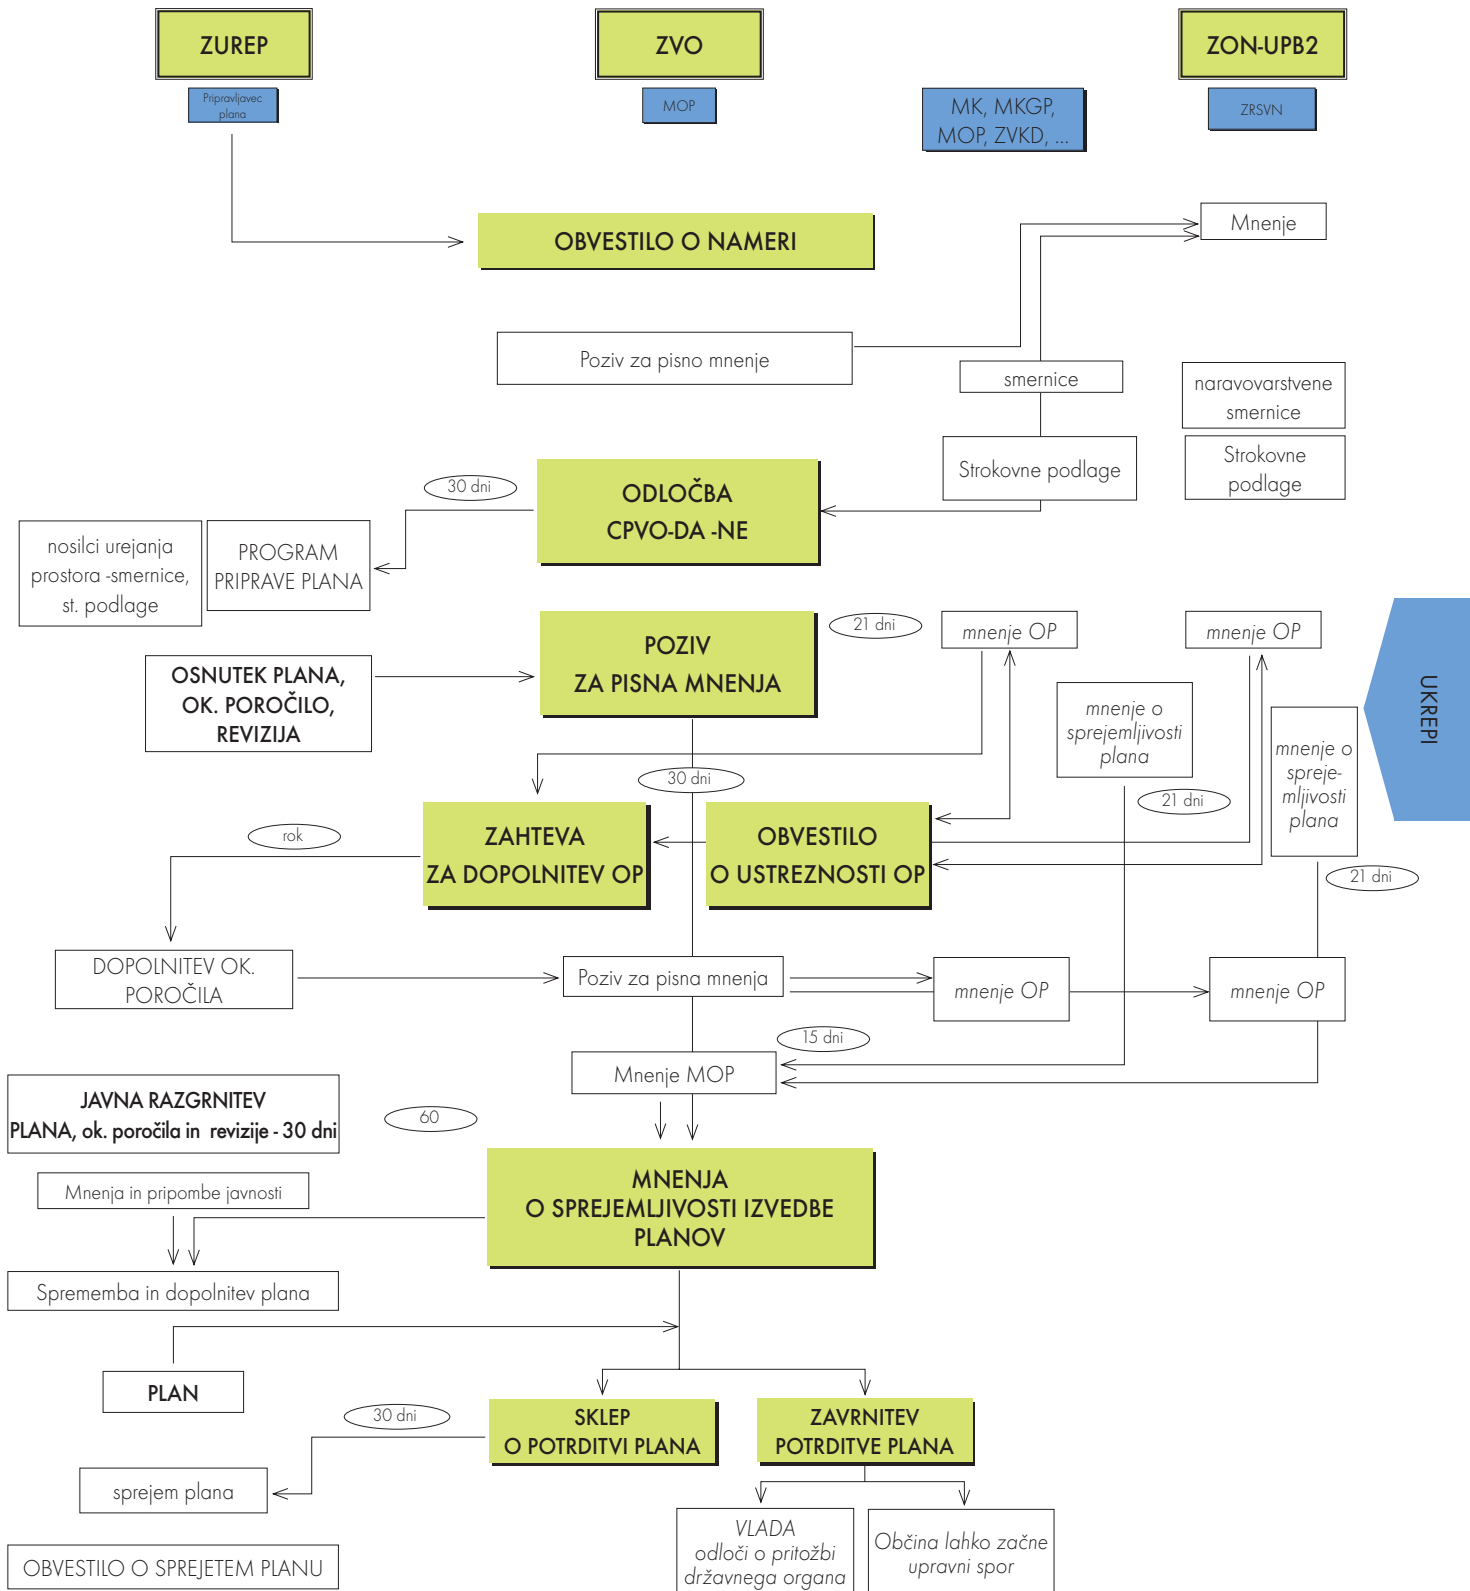 ZUREP
ZVO
ZON-UPB2
Pripravljavec
plana
MOP
MK, MKGP,
MOP, ZVKD, ...
ZRSVN
OBVESTILO O NAMERI
Mnenje
Poziv za pisno mnenje
smernice
naravovarstvene
smernice
Strokovne podlage
Strokovne
podlage
30 dni
ODLOČBA
CPVO-DA -NE
nosilci urejanja
prostora -smernice,
st. podlage
PROGRAM
PRIPRAVE PLANA
POZIV
ZA PISNA MNENJA
21 dni
mnenje OP
mnenje OP
UKREPI
OSNUTEK PLANA,
OK. POROČILO,
REVIZIJA
mnenje o
sprejemljivosti
plana
mnenje o
spreje-
mljivosti
plana
30 dni
21 dni
rok
ZAHTEVA
ZA DOPOLNITEV OP
OBVESTILO
O USTREZNOSTI OP
21 dni
DOPOLNITEV OK.
POROČILA
Poziv za pisna mnenja
mnenje OP
mnenje OP
15 dni
Mnenje MOP
JAVNA RAZGRNITEV
PLANA, ok. poročila in revizije - 30 dni
60
Mnenja in pripombe javnosti
MNENJA
O SPREJEMLJIVOSTI IZVEDBE
PLANOV
Sprememba in dopolnitev plana
PLAN
30 dni
SKLEP
O POTRDITVI PLANA
ZAVRNITEV
POTRDITVE PLANA
sprejem plana
VLADA
odloči o pritožbi
državnega organa
Občina lahko začne
upravni spor
OBVESTILO O SPREJETEM PLANU